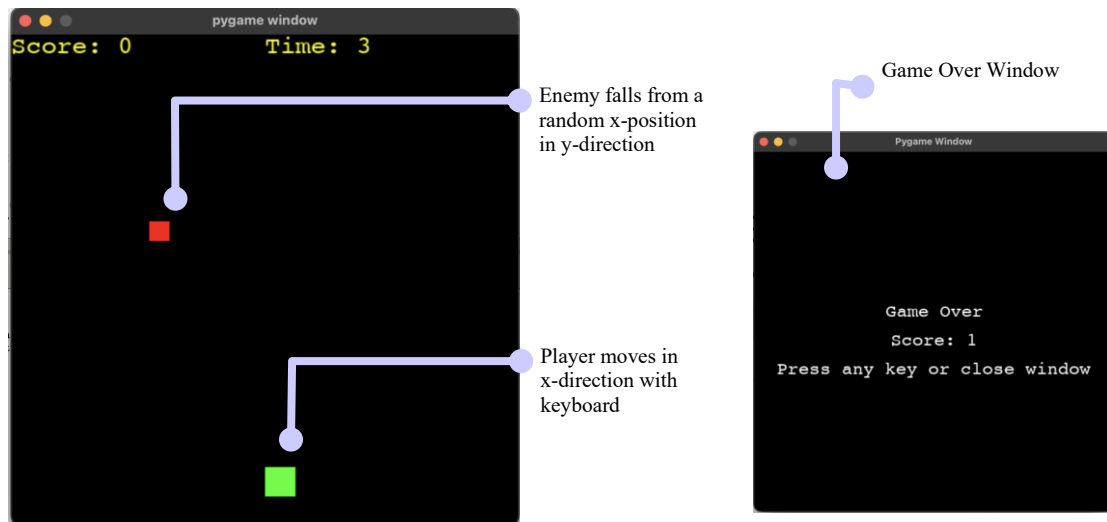 pygame window
Score: 0 Time: 3
Enemy falls from a
random x-position
in y-direction
Player moves in
x-direction with
keyboard
Game Over Window
Pygame Window
Game Over
Score: 1
Press any key or close window